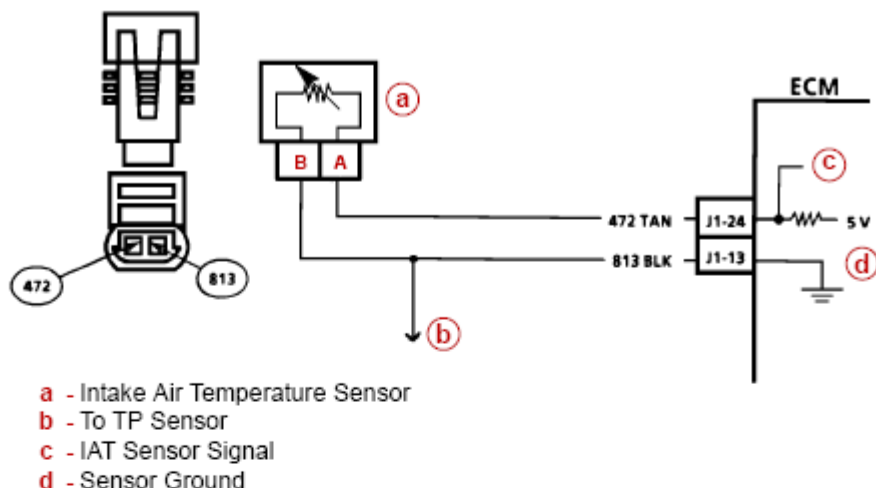 ECM
a
B A
c
472 TAN
J1-24
5 V
813 BLK
J1-13
d
472
813
b
a - Intake Air Temperature Sensor
b - To TP Sensor
c - IAT Sensor Signal
d - Sensor Ground